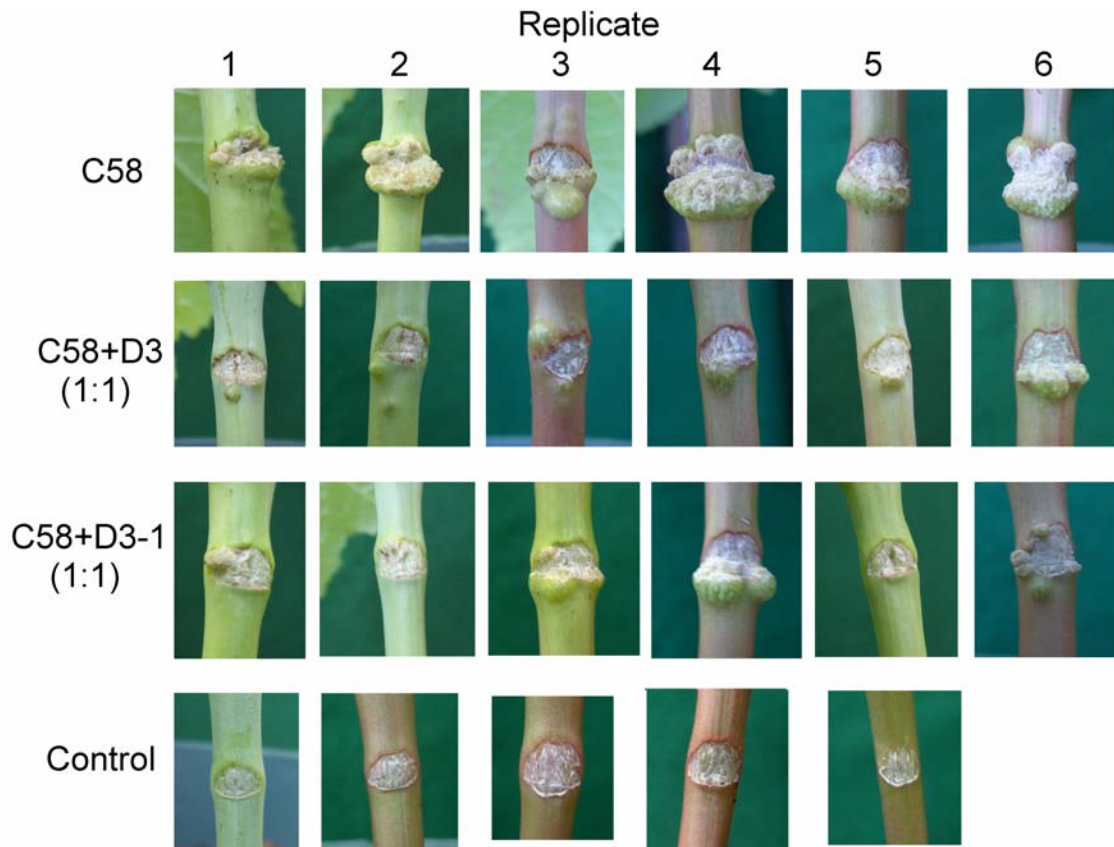 Replicate
1 2 3 4 5 6
C58
C58+D3
(1:1)
C58+D3-1
(1:1)
Control